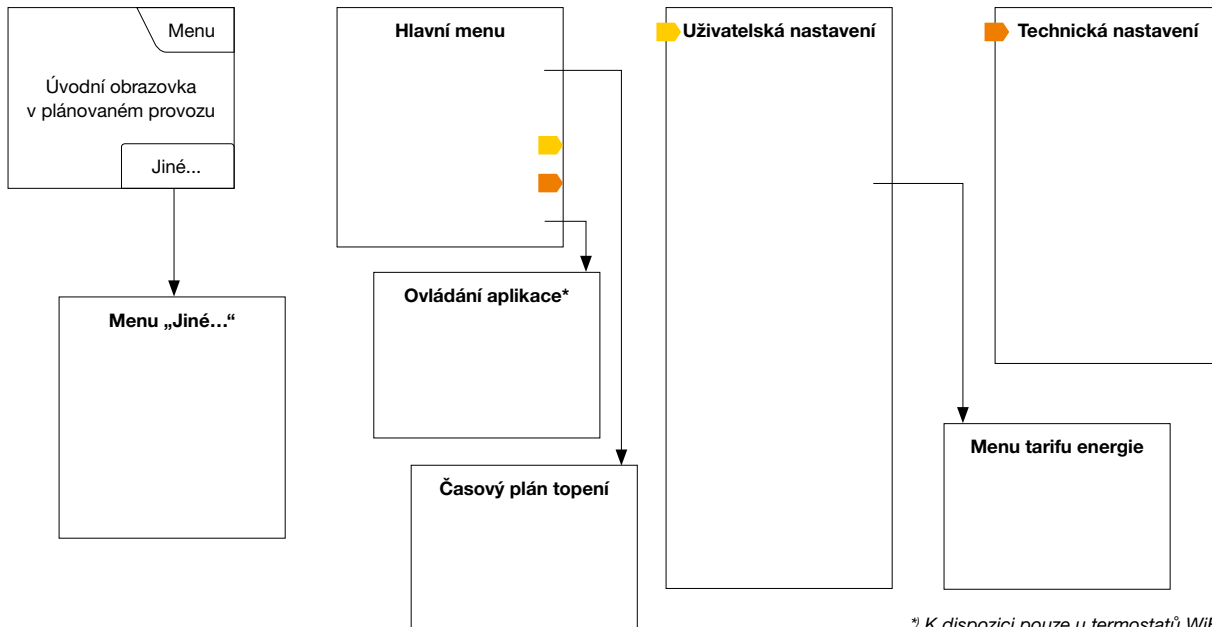 Menu
Úvodní obrazovka
v plánovaném provozu
Jiné...
Menu „Jiné…“
Hlavní menu
Ovládání aplikace*
Časový plán topení
Uživatelská nastavení
Technická nastavení
Menu tarifu energie
*) K dispozici pouze u termostatů